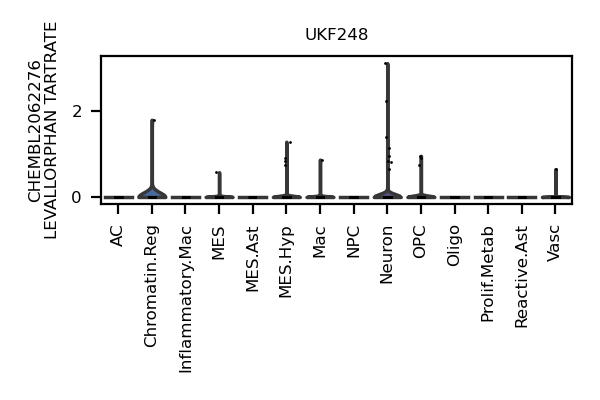 UKF248
CHEMBL2062276
LEVALLORPHAN TARTRATE
2
0
AC
Chromatin.Reg
Inflammatory.Mac
MES
MES.Ast
MES.Hyp
Mac
NPC
Neuron
OPC
Oligo
Prolif.Metab
Reactive.Ast
Vasc